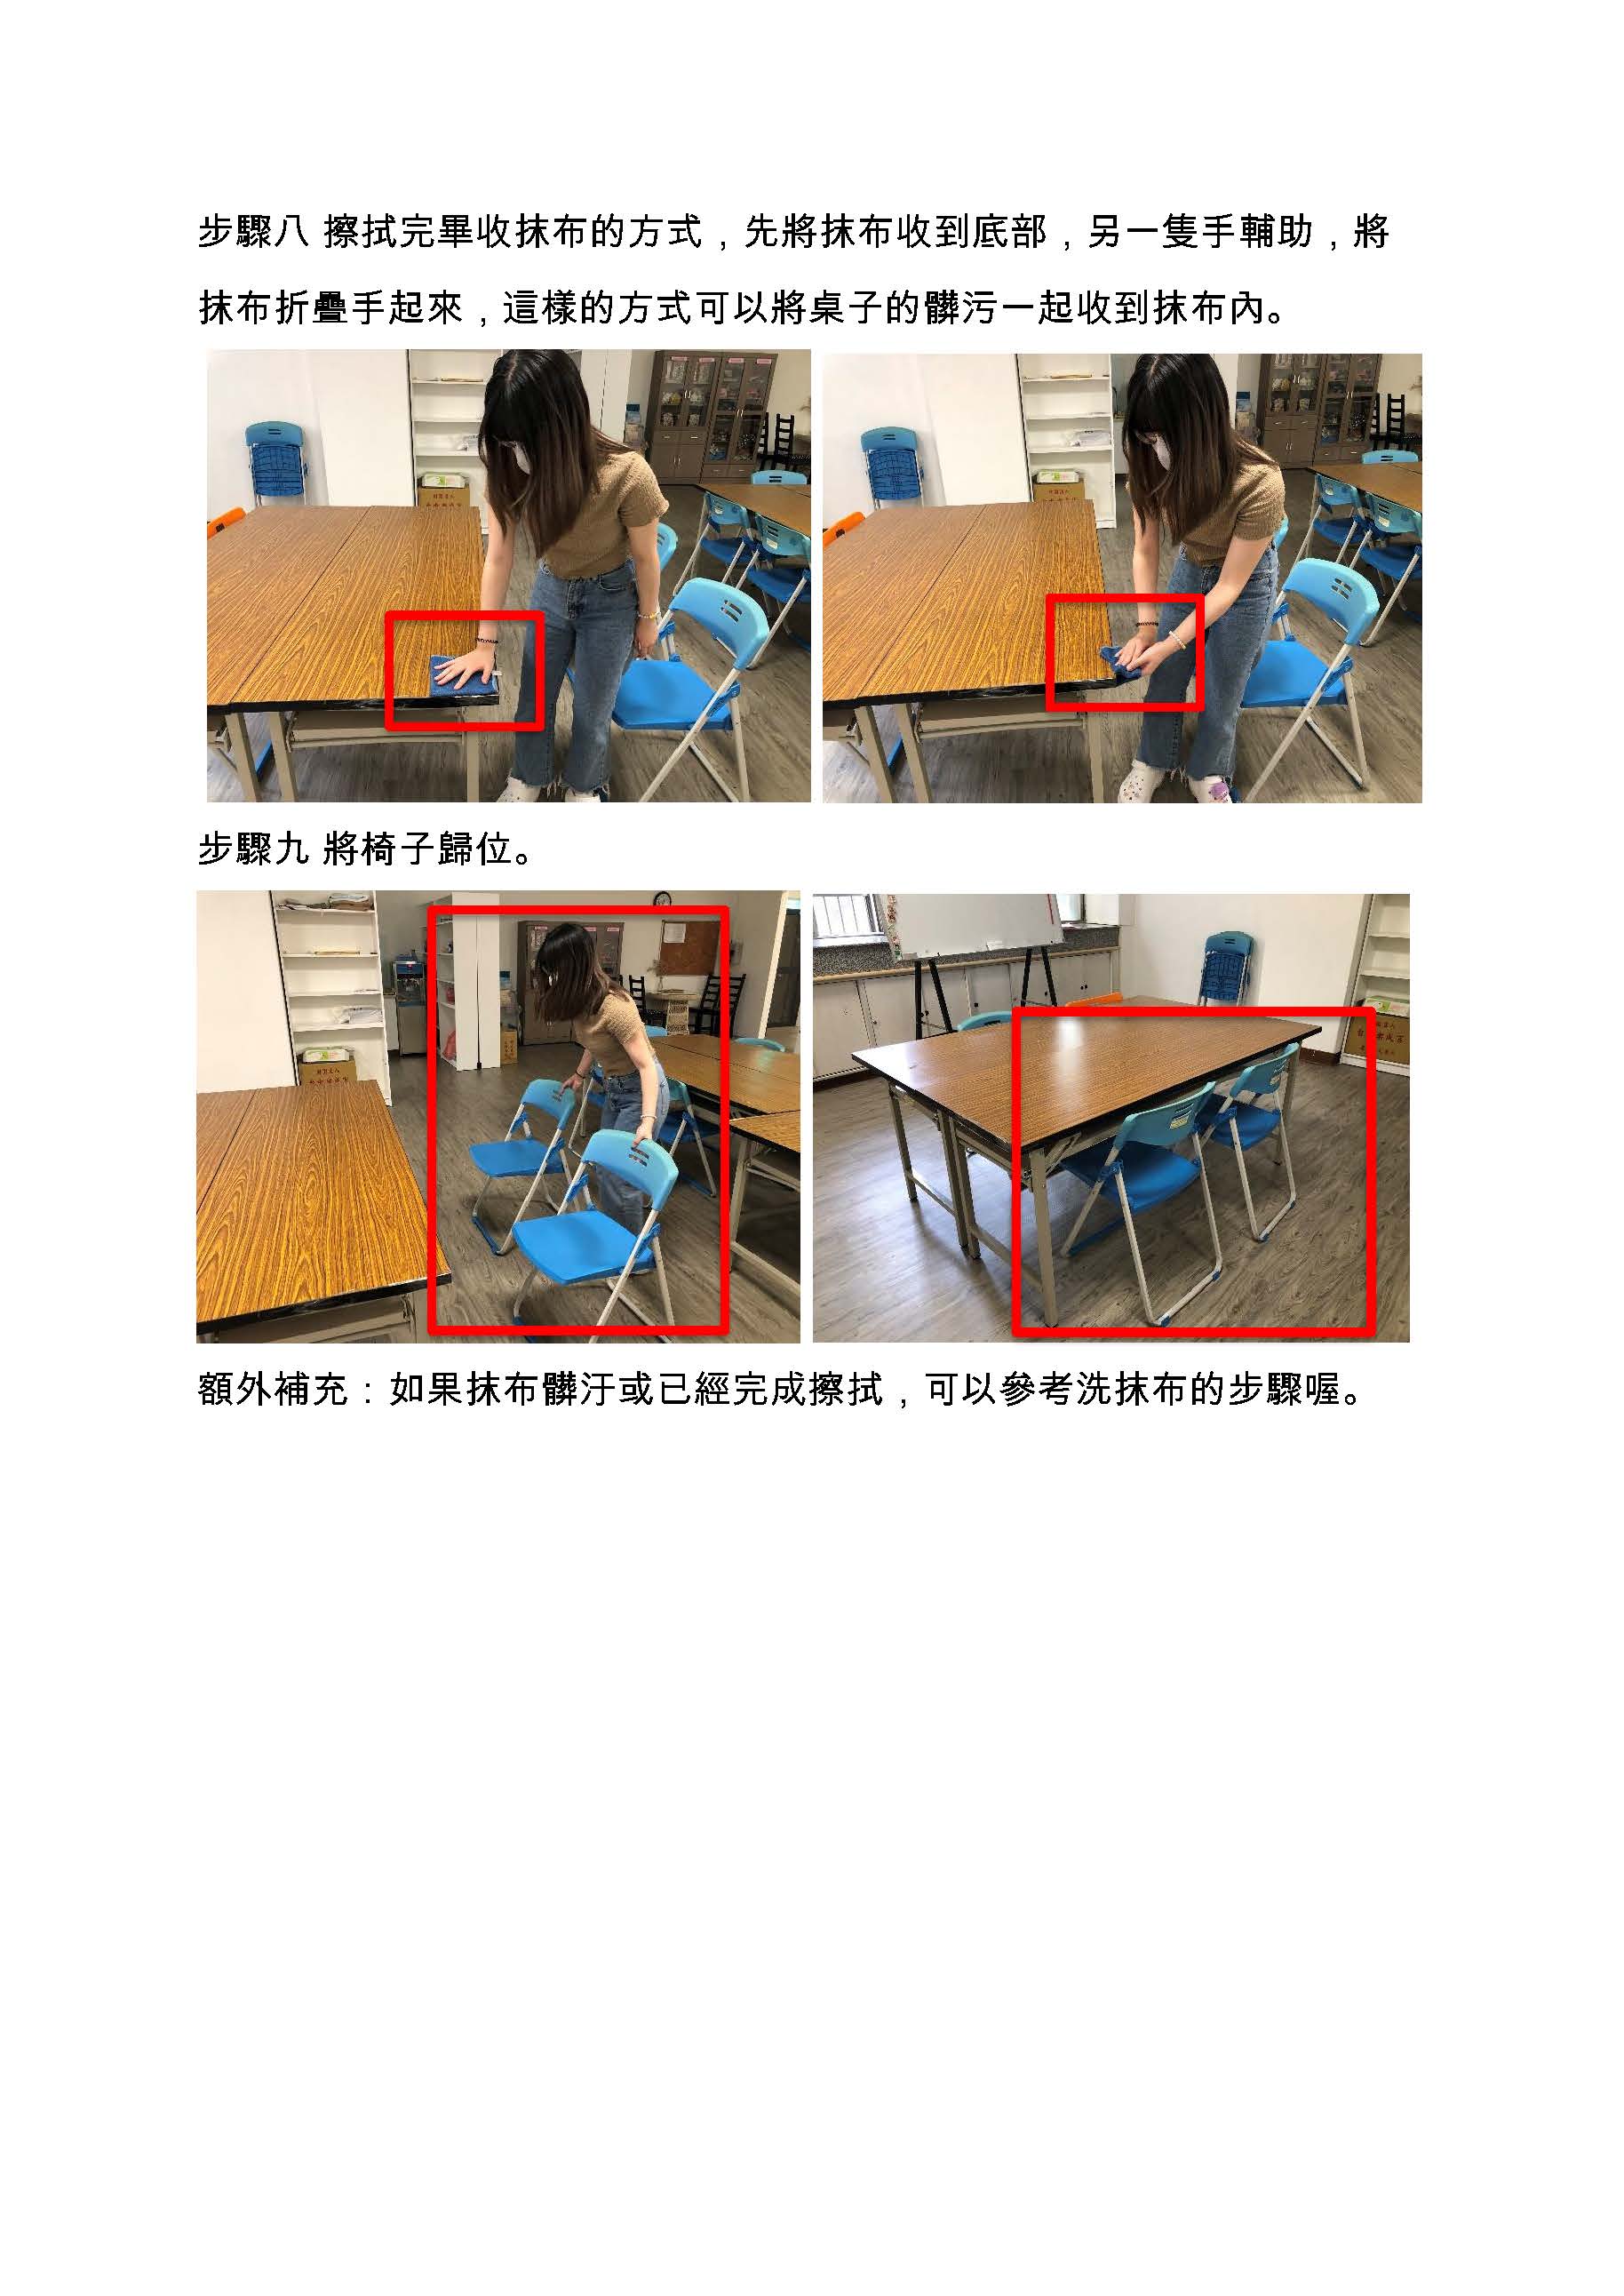 步驟八 擦拭完畢收抹布的方式，先將抹布收到底部，另一隻手輔助，將
抹布折疊手起來，這樣的方式可以將桌子的髒污一起收到抹布內。
步驟九 將椅子歸位。
額外補充：如果抹布髒汙或已經完成擦拭，可以參考洗抹布的步驟喔。